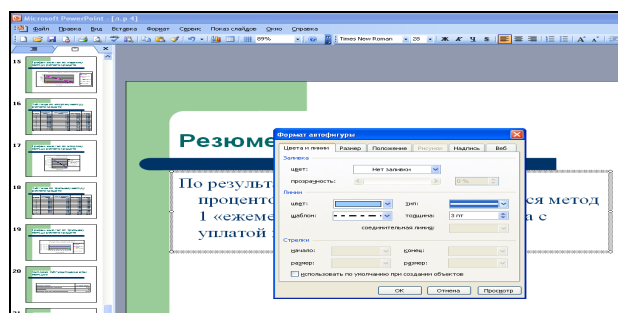 Microsoft PowerPoint - [л.р 4]
Файл Правка Вид Вставка Формат Сервис Показ слайдов Окно Справка
89% Times New Roman 28 Ж К Ч S
15
16
17
18
19
20
Резюме
По результ
проценто ся метод
1 «ежеме а с
уплатой
Формат автофигуры
Цвета и линии Размер Положение Рисунок Надпись Веб
Заливка
цвет: Нет заливки
прозрачность: 0 %
Линии
цвет: тип:
шаблон: толщина: 3 пт
соединительная линия:
Стрелки
начало: конец:
размер: размер:
использовать по умолчанию при создании объектов
ОК Отмена Просмотр